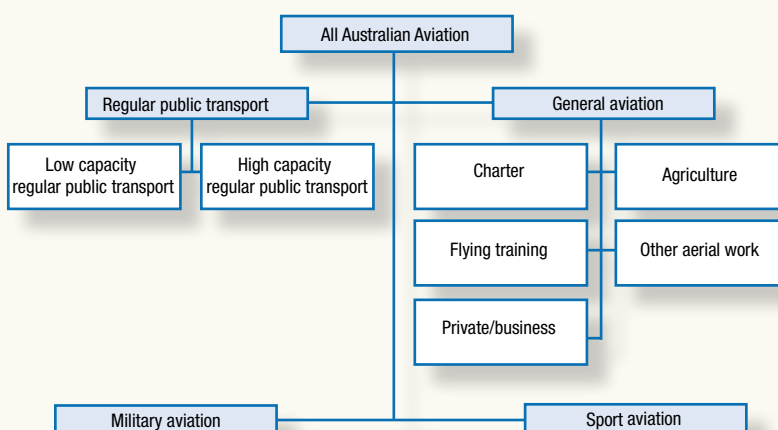 All Australian Aviation
Regular public transport
General aviation
Low capacity
regular public transport
High capacity
regular public transport
Charter
Agriculture
Flying training
Other aerial work
Private/business
Military aviation
Sport aviation